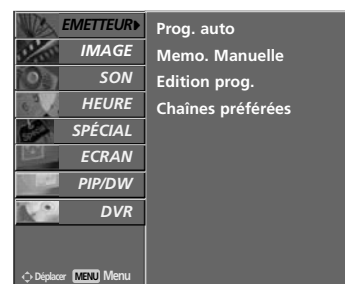 EMETTEUR
IMAGE
SON
HEURE
SPÉCIAL
ECRAN
PIP/DW
DVR
Déplacer MENU Menu
Prog. auto
Memo. Manuelle
Edition prog.
Chaînes préférées